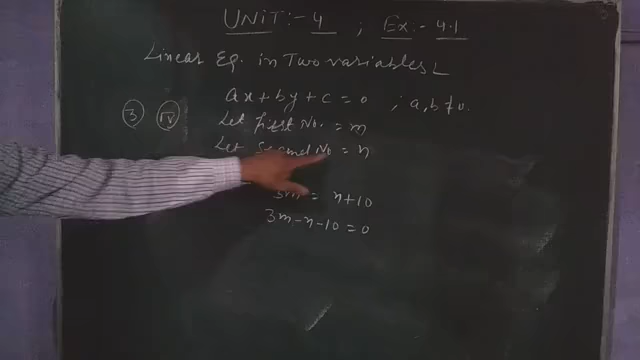 UNIT:- 4 ; Ex:- 4.1
Linear Eq. in Two variables
ax+by+c=0 ; a, b ≠ 0.
3 iv Let first No. = m
Let Second No = n
3m = n+10
3m-n-10=0